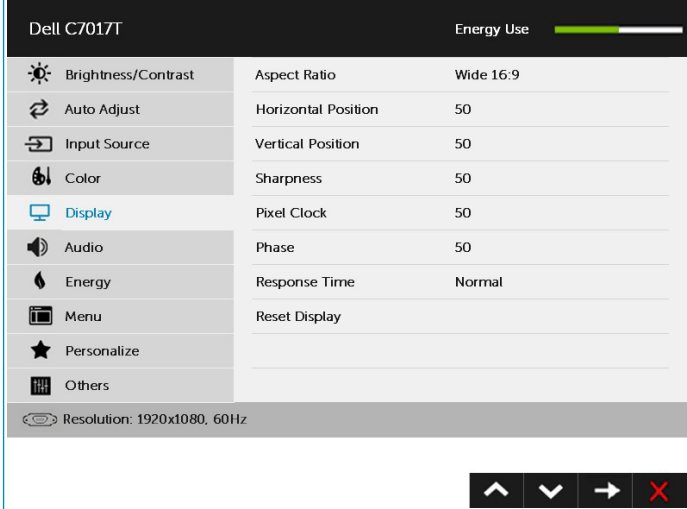 Dell C7017T Energy Use
Brightness/Contrast Aspect Ratio Wide 16:9
Auto Adjust Horizontal Position 50
Input Source Vertical Position 50
Color Sharpness 50
Display Pixel Clock 50
Audio Phase 50
Energy Response Time Normal
Menu Reset Display
Personalize
Others
Resolution: 1920x1080, 60Hz